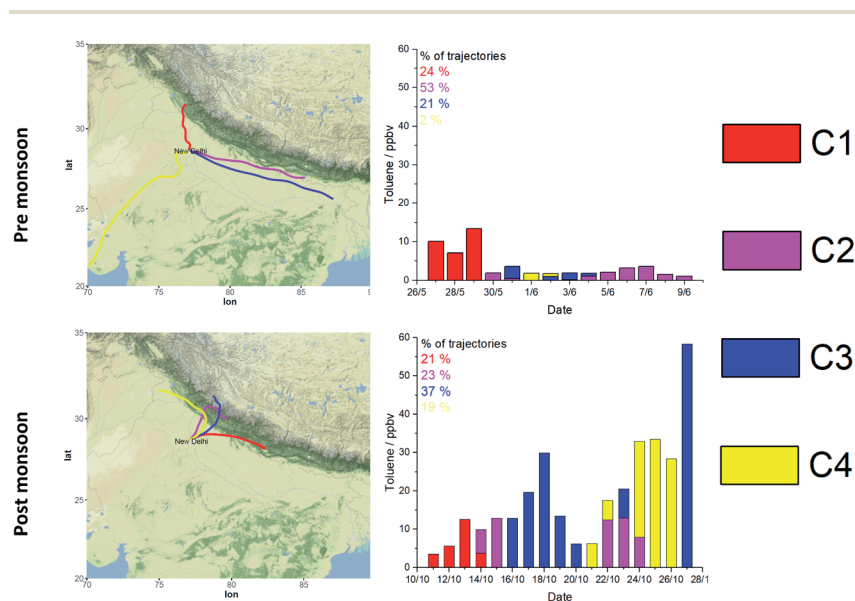 Pre monsoon
35
30
25
20
70
75
80
85
9
lat
lon
New Delhi
60
50
40
30
20
10
0
Toluene / ppbv
% of trajectories
24 %
53 %
21 %
2 %
26/5 28/5 30/5 1/6 3/6 5/6 7/6 9/6
Date
C1
C2
C3
C4
Post monsoon
35
30
25
20
70
75
80
85
lat
lon
New Delhi
60
50
40
30
20
10
0
Toluene / ppbv
% of trajectories
21 %
23 %
37 %
19 %
10/10 12/10 14/10 16/10 18/10 20/10 22/10 24/10 26/10 28/1
Date